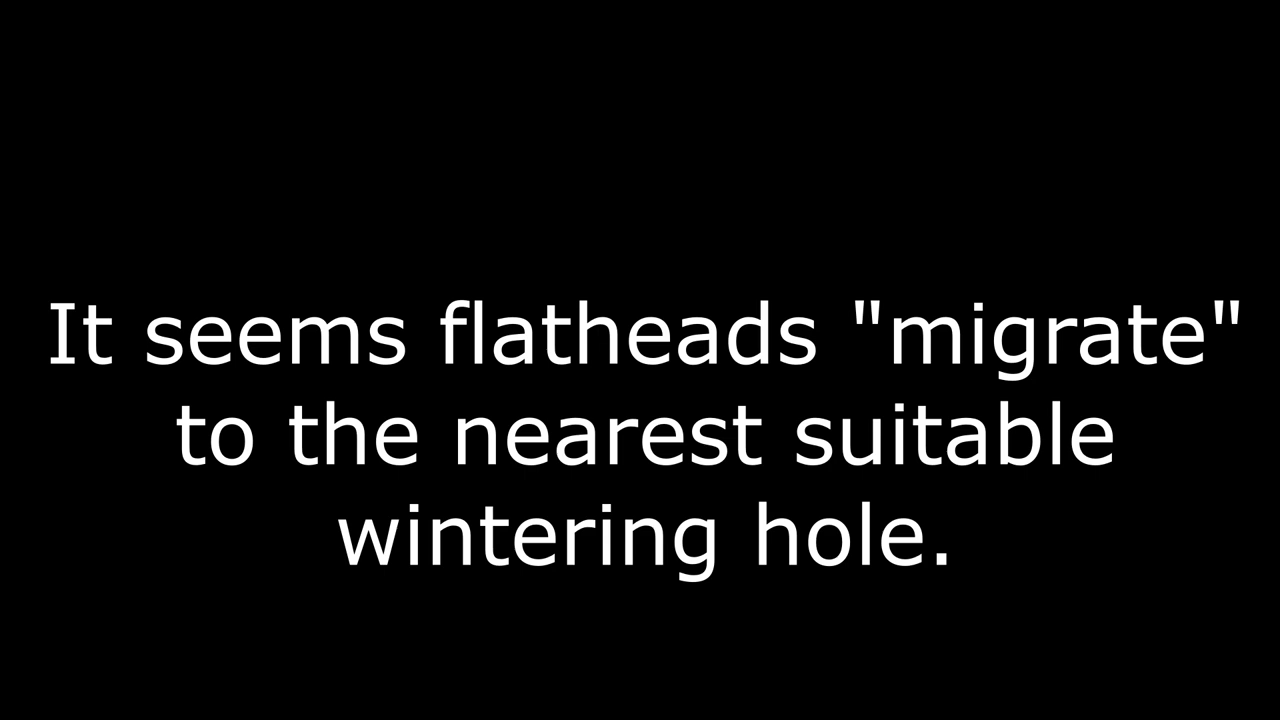 It seems flatheads "migrate"
to the nearest suitable
wintering hole.